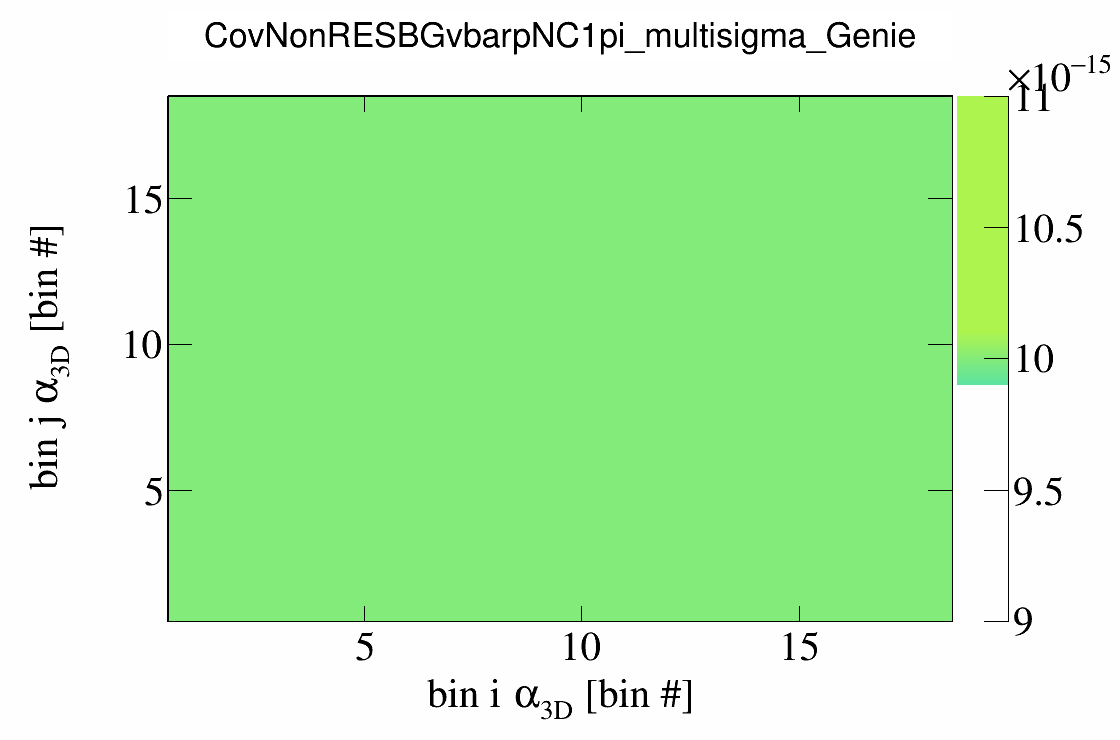 CovNonRESBGvbarpNC1pi_multisigma_Genie
×10⁻¹⁵
11
10.5
10
9.5
9
15
10
5
bin j α3D [bin #]
5 10 15
bin i α3D [bin #]